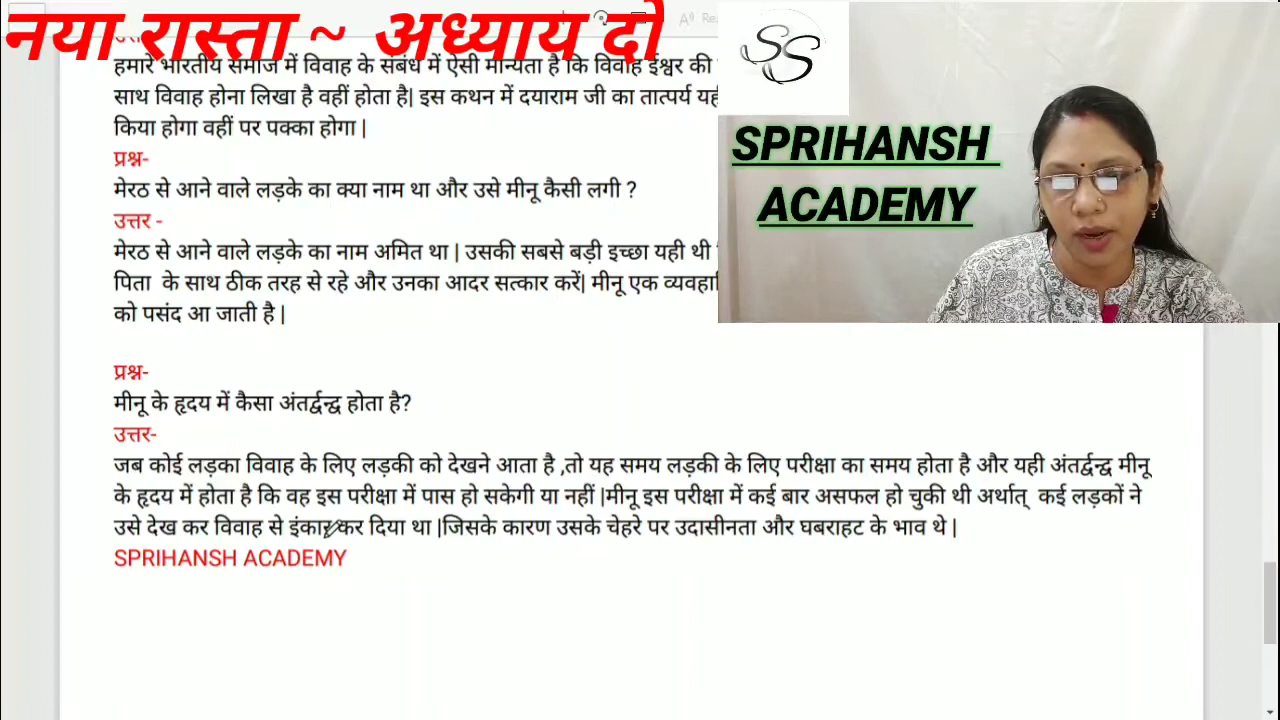 नया रास्ता ~ अध्याय दो
हमारे भारतीय समाज में विवाह के संबंध में ऐसी मान्यता है कि विवाह ईश्वर की
साथ विवाह होना लिखा है वहीं होता है| इस कथन में दयाराम जी का तात्पर्य यही
किया होगा वहीं पर पक्का होगा |
प्रश्न-
मेरठ से आने वाले लड़के का क्या नाम था और उसे मीनू कैसी लगी ?
उत्तर -
मेरठ से आने वाले लड़के का नाम अमित था | उसकी सबसे बड़ी इच्छा यही थी
पिता के साथ ठीक तरह से रहे और उनका आदर सत्कार करें| मीनू एक
को पसंद आ जाती है |
प्रश्न-
मीनू के हृदय में कैसा अंतर्द्वन्द्व होता है?
उत्तर-
जब कोई लड़का विवाह के लिए लड़की को देखने आता है ,तो यह समय लड़की के लिए परीक्षा का समय होता है और यही अंतर्द्वन्द्व मीनू
के हृदय में होता है कि वह इस परीक्षा में पास हो सकेगी या नहीं |मीनू इस परीक्षा में कई बार असफल हो चुकी थी अर्थात् कई लड़कों ने
उसे देख कर विवाह से इंकार कर दिया था |जिसके कारण उसके चेहरे पर उदासीनता और घबराहट के भाव थे |
SPRIHANSH ACADEMY
SS
SPRIHANSH
ACADEMY